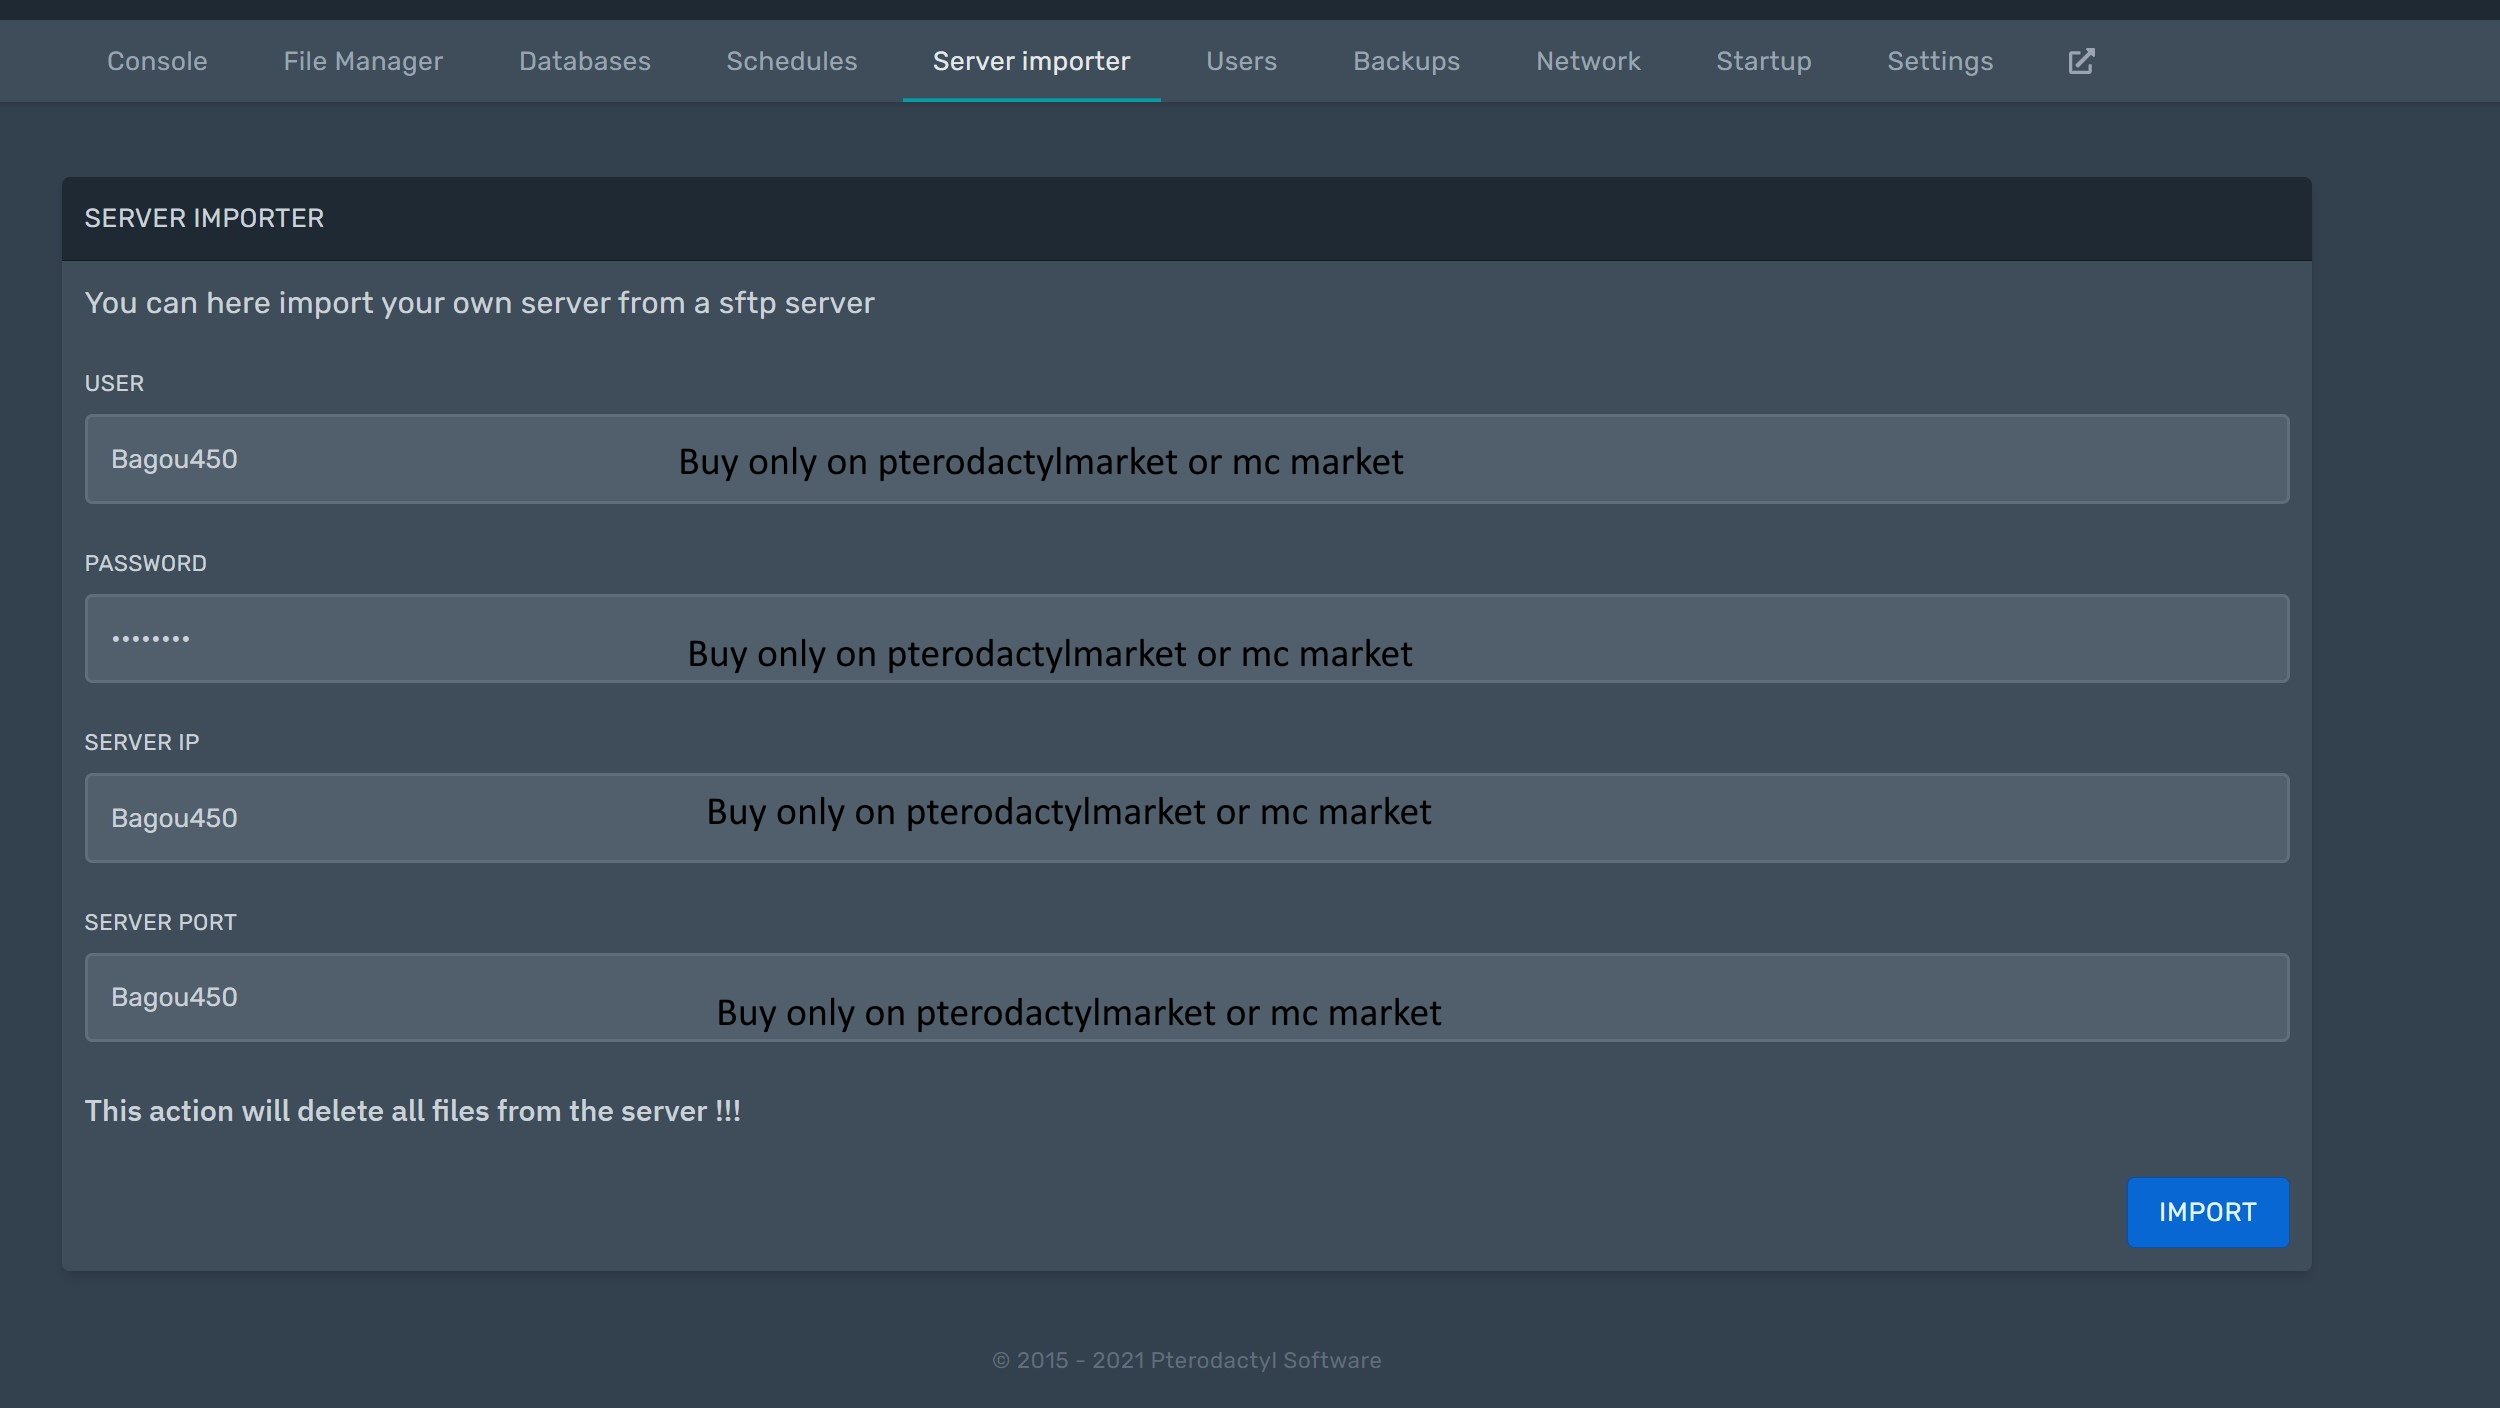 Console File Manager Databases Schedules Server importer Users Backups Network Startup Settings
SERVER IMPORTER
You can here import your own server from a sftp server
USER
Bagou450 Buy only on pterodactylmarket or mc market
PASSWORD
•••••••• Buy only on pterodactylmarket or mc market
SERVER IP
Bagou450 Buy only on pterodactylmarket or mc market
SERVER PORT
Bagou450 Buy only on pterodactylmarket or mc market
This action will delete all files from the server !!!
IMPORT
© 2015 - 2021 Pterodactyl Software